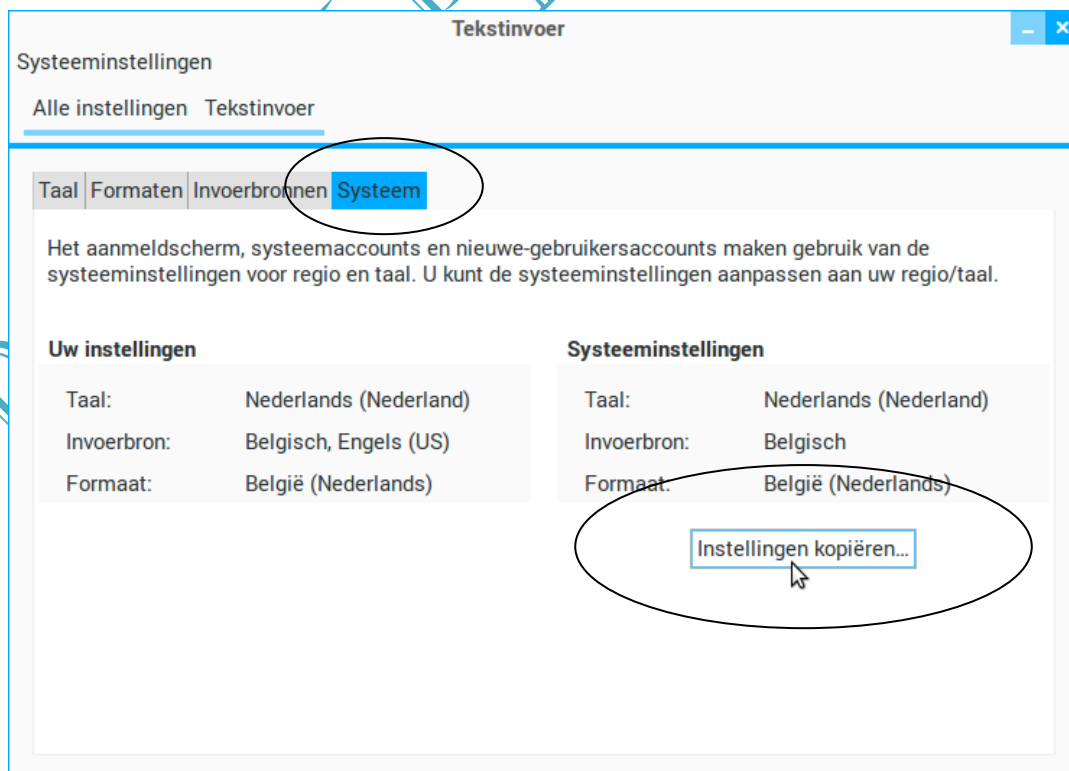 Tekstinvoer
Systeeminstellingen
Alle instellingen Tekstinvoer
Taal Formaten Invoerbronnen Systeem
Het aanmeldscherm, systeemaccounts en nieuwe-gebruikersaccounts maken gebruik van de
systeeminstellingen voor regio en taal. U kunt de systeeminstellingen aanpassen aan uw regio/taal.
Uw instellingen Systeeminstellingen
Taal: Nederlands (Nederland) Taal: Nederlands (Nederland)
Invoerbron: Belgisch, Engels (US) Invoerbron: Belgisch
Formaat: België (Nederlands) Formaat: België (Nederlands)
Instellingen kopiëren...